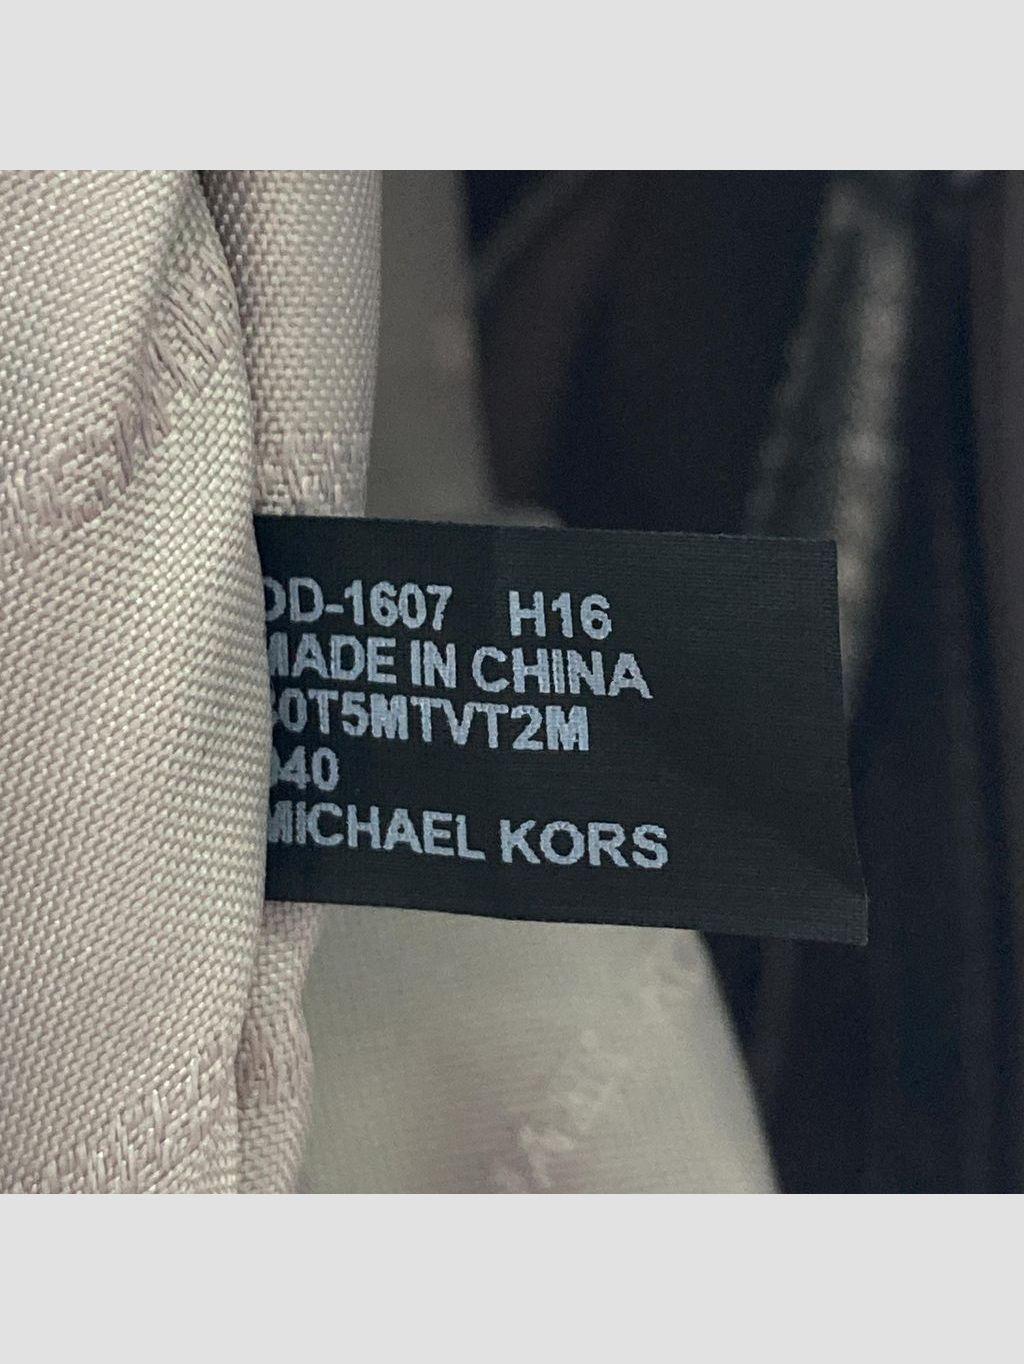 DD-1607 H16
MADE IN CHINA
0T5MTVT2M
40
MICHAEL KORS